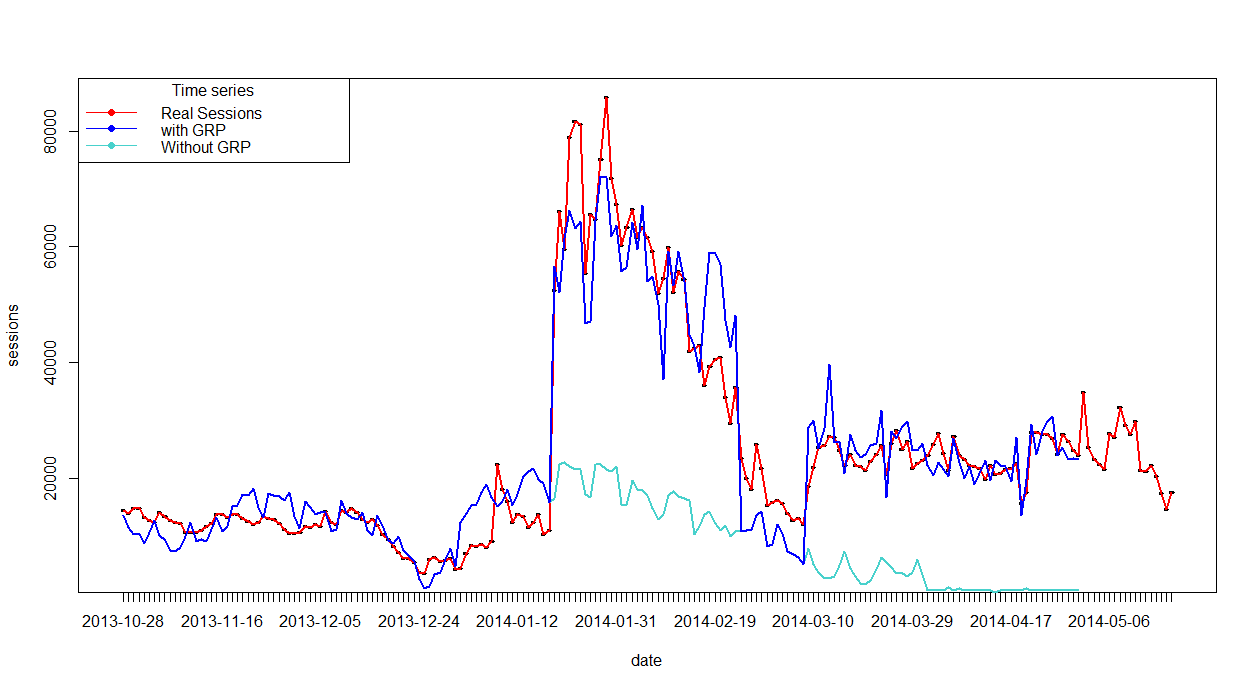 Time series
Real Sessions
with GRP
Without GRP
80000
60000
40000
20000
sessions
2013-10-28 2013-11-16 2013-12-05 2013-12-24 2014-01-12 2014-01-31 2014-02-19 2014-03-10 2014-03-29 2014-04-17 2014-05-06
date